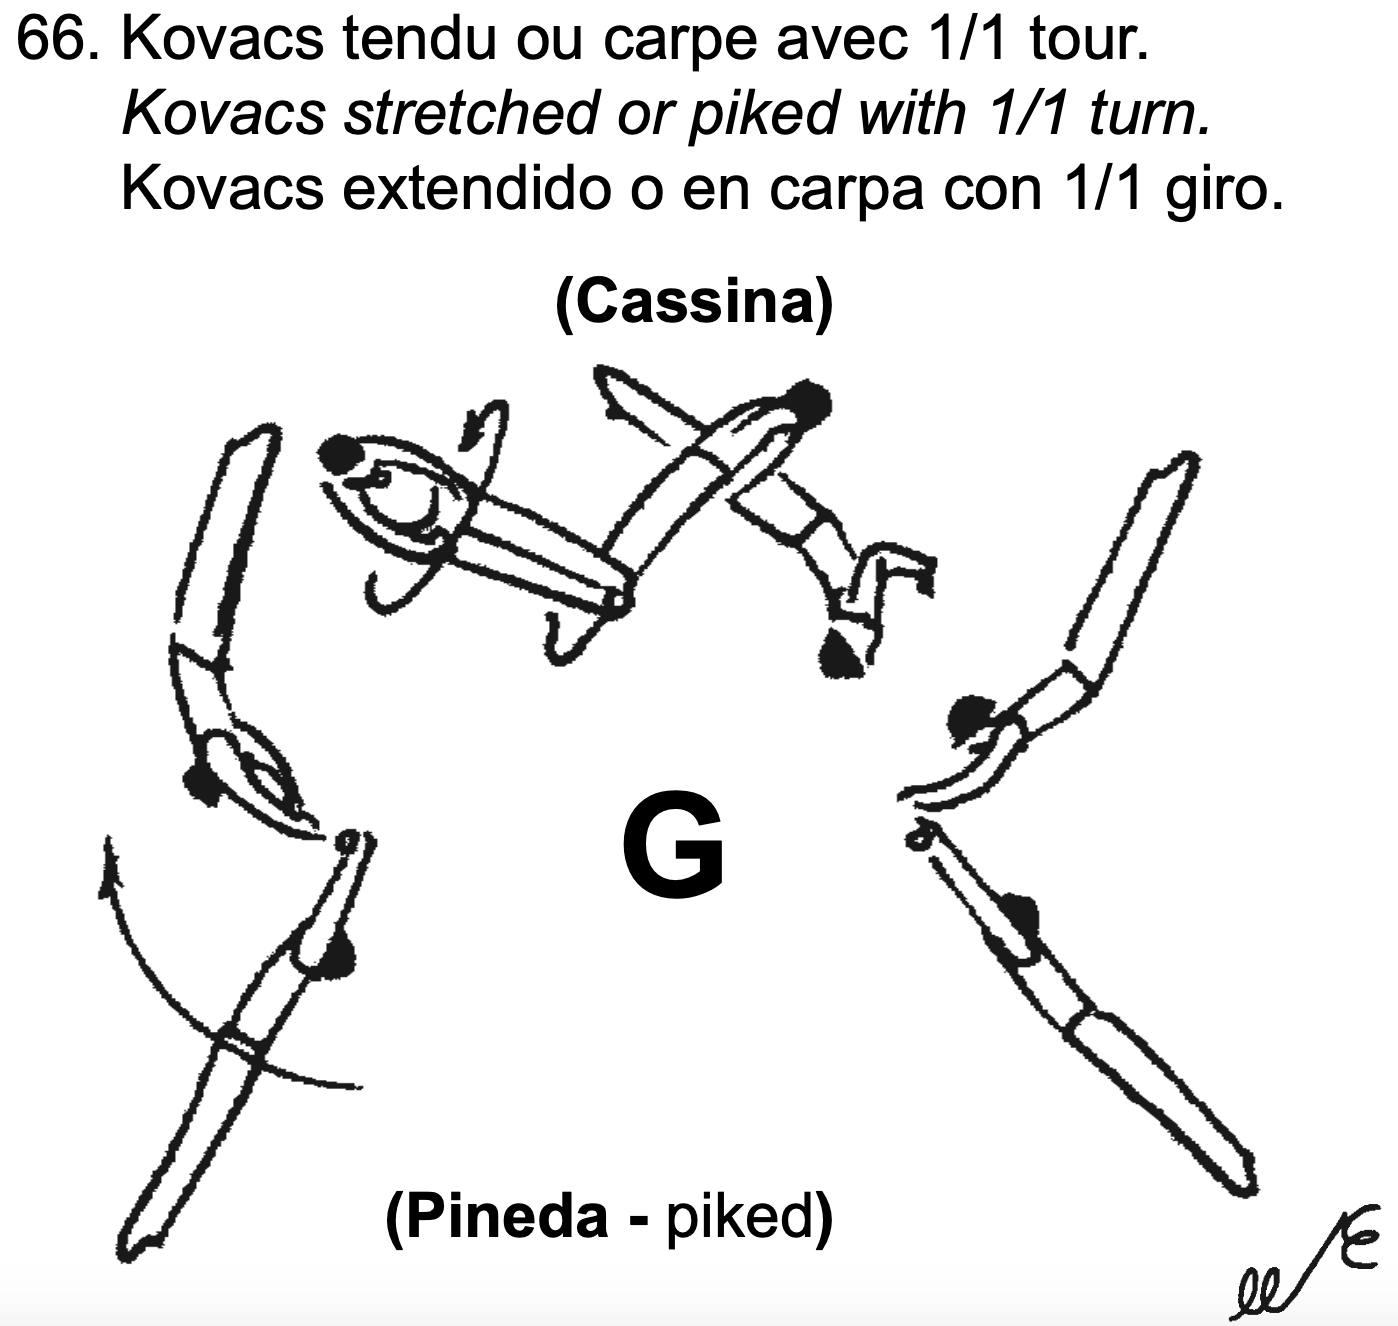 66. Kovacs tendu ou carpe avec 1/1 tour.
Kovacs stretched or piked with 1/1 turn.
Kovacs extendido o en carpa con 1/1 giro.
(Cassina)
G
(Pineda - piked)